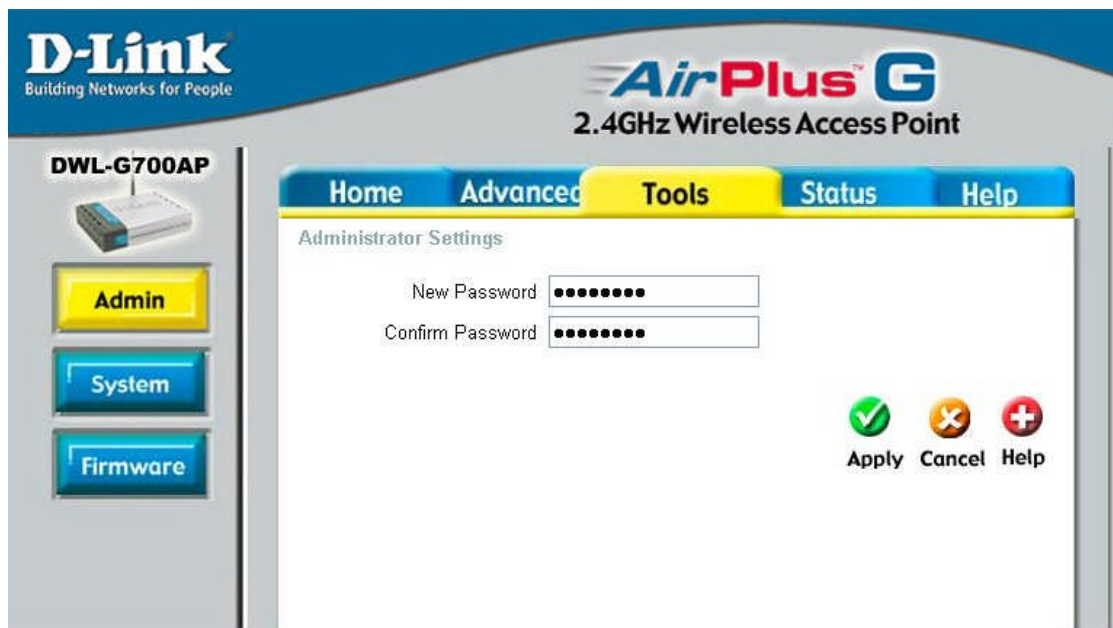 D-Link
Building Networks for People
AirPlus™ G
2.4GHz Wireless Access Point
DWL-G700AP
Home Advanced Tools Status Help
Administrator Settings
New Password ●●●●●●●●
Confirm Password ●●●●●●●●
Admin
System
Firmware
Apply Cancel Help